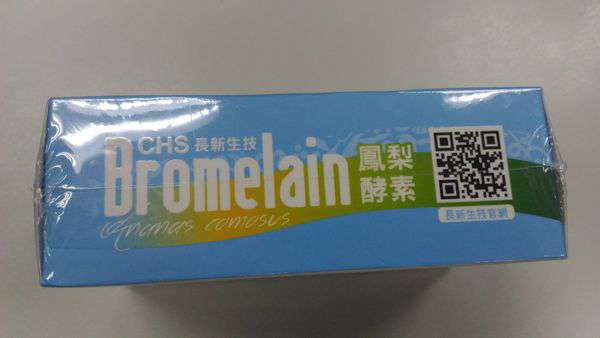 CHS 長新生技
Bromelain
鳳梨
酵素
Ananas comosus
長新生技官網